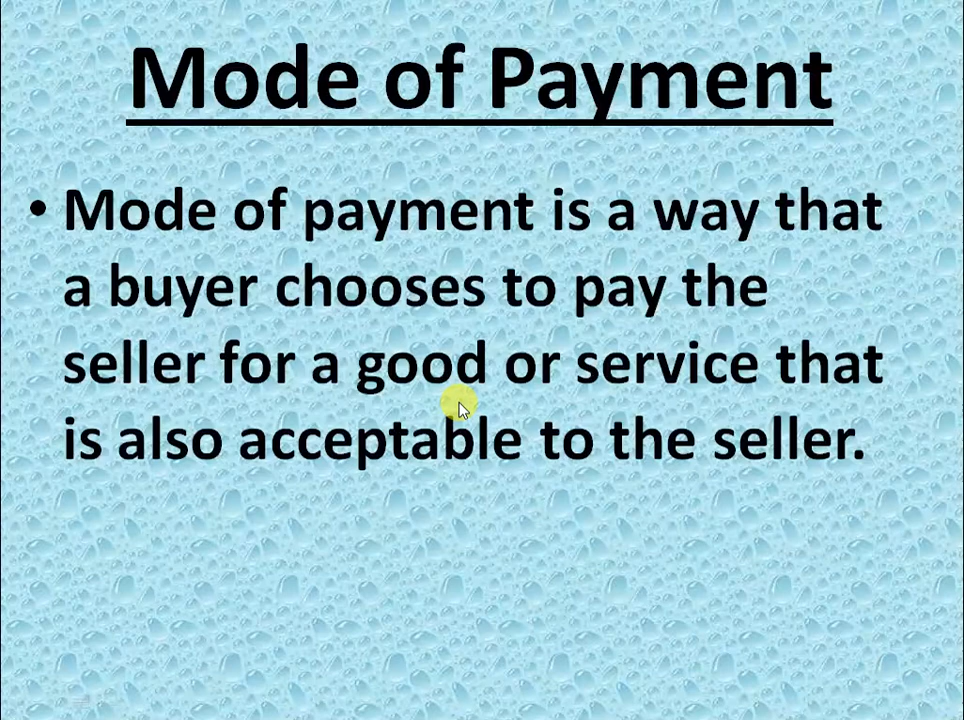 Mode of Payment
• Mode of payment is a way that
a buyer chooses to pay the
seller for a good or service that
is also acceptable to the seller.